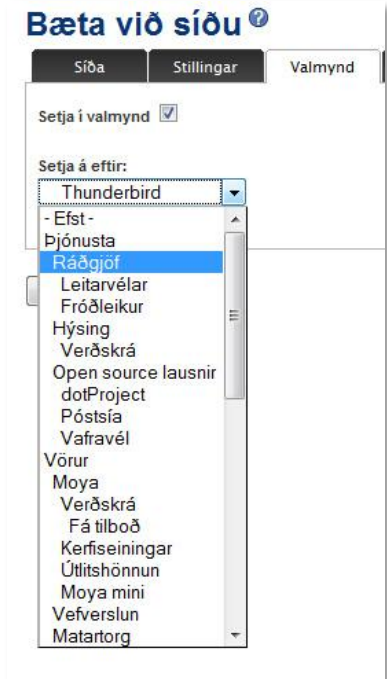 Bæta við síðu ?
Síða Stillingar Valmynd
Setja í valmynd
Setja á eftir:
Thunderbird
- Efst -
Þjónusta
Ráðgjöf
Leitarvélar
Fróðleikur
Hýsing
Verðskrá
Open source lausnir
dotProject
Póstsía
Vafravél
Vörur
Moya
Verðskrá
Fá tilboð
Kerfiseiningar
Útlitshönnun
Moya mini
Vefverslun
Matartorg